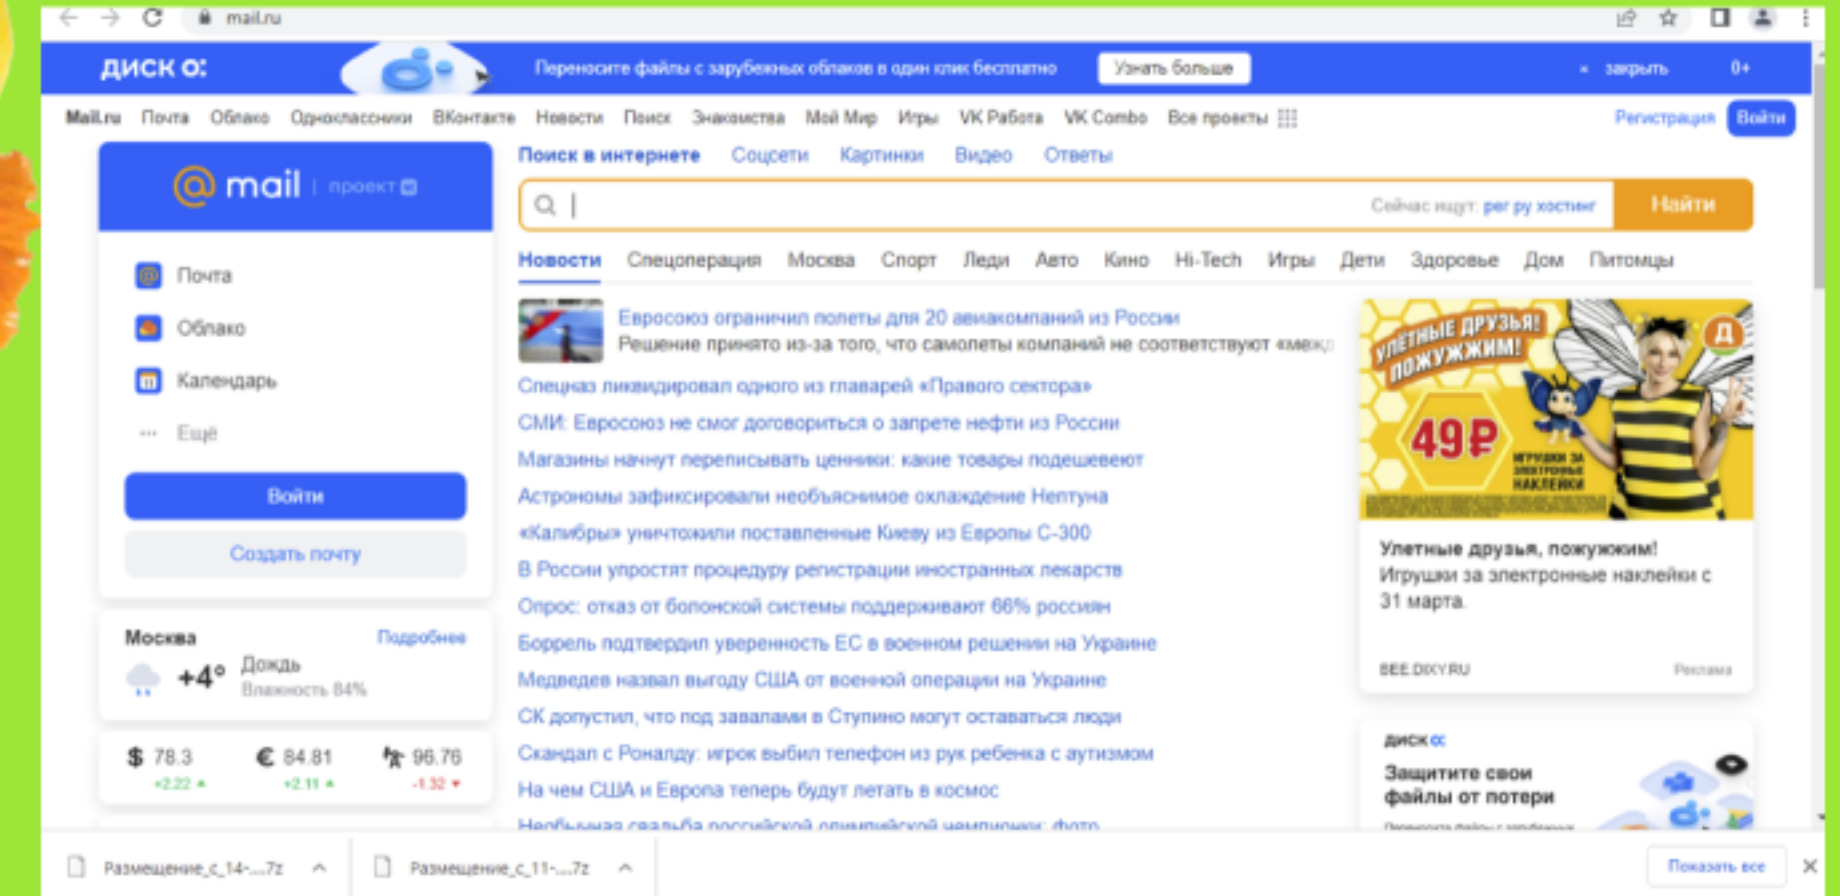 mail.ru
диск о:
Переносите файлы с зарубежных облаков в один клик бесплатно
Узнать больше
× закрыть
0+
Mail.ru Почта Облако Одноклассники ВКонтакте Новости Поиск Знакомства Мой Мир Игры VK Работа VK Combo Все проекты
Регистрация
Войти
@ mail | проект
Поиск в интернете Соцсети Картинки Видео Ответы
Сейчас ищут: рег ру хостинг
Найти
Почта
Облако
Календарь
Ещё
Войти
Создать почту
Новости Спецоперация Москва Спорт Леди Авто Кино Hi-Tech Игры Дети Здоровье Дом Питомцы
Евросоюз ограничил полеты для 20 авиакомпаний из России
Решение принято из-за того, что самолеты компаний не соответствуют «межд
Спецназ ликвидировал одного из главарей «Правого сектора»
СМИ: Евросоюз не смог договориться о запрете нефти из России
Магазины начнут переписывать ценники: какие товары подешевеют
Астрономы зафиксировали необъяснимое охлаждение Нептуна
«Калибры» уничтожили поставленные Киеву из Европы С-300
В России упростят процедуру регистрации иностранных лекарств
Опрос: отказ от болонской системы поддерживают 66% россиян
Боррель подтвердил уверенность ЕС в военном решении на Украине
Медведев назвал выгоду США от военной операции на Украине
СК допустил, что под завалами в Ступино могут оставаться люди
Скандал с Роналду: игрок выбил телефон из рук ребенка с аутизмом
На чем США и Европа теперь будут летать в космос
Необычная свадьба российской олимпийской чемпионки: фото
Москва
Подробнее
+4°
Дождь
Влажность 84%
$ 78.3
+2.22
€ 84.81
+2.11
96.76
-1.32
УЛЁТНЫЕ ДРУЗЬЯ!
ПОЖУЖЖИМ!
Д
49₽
ИГРУШКИ ЗА
ЭЛЕКТРОННЫЕ
НАКЛЕЙКИ
Улетные друзья, пожужжим!
Игрушки за электронные наклейки с
31 марта.
BEE.DIXY.RU
Реклама
диск о:
Защитите свои
файлы от потери
Размещение_с_14-....7z
Размещение_с_11-....7z
Показать все